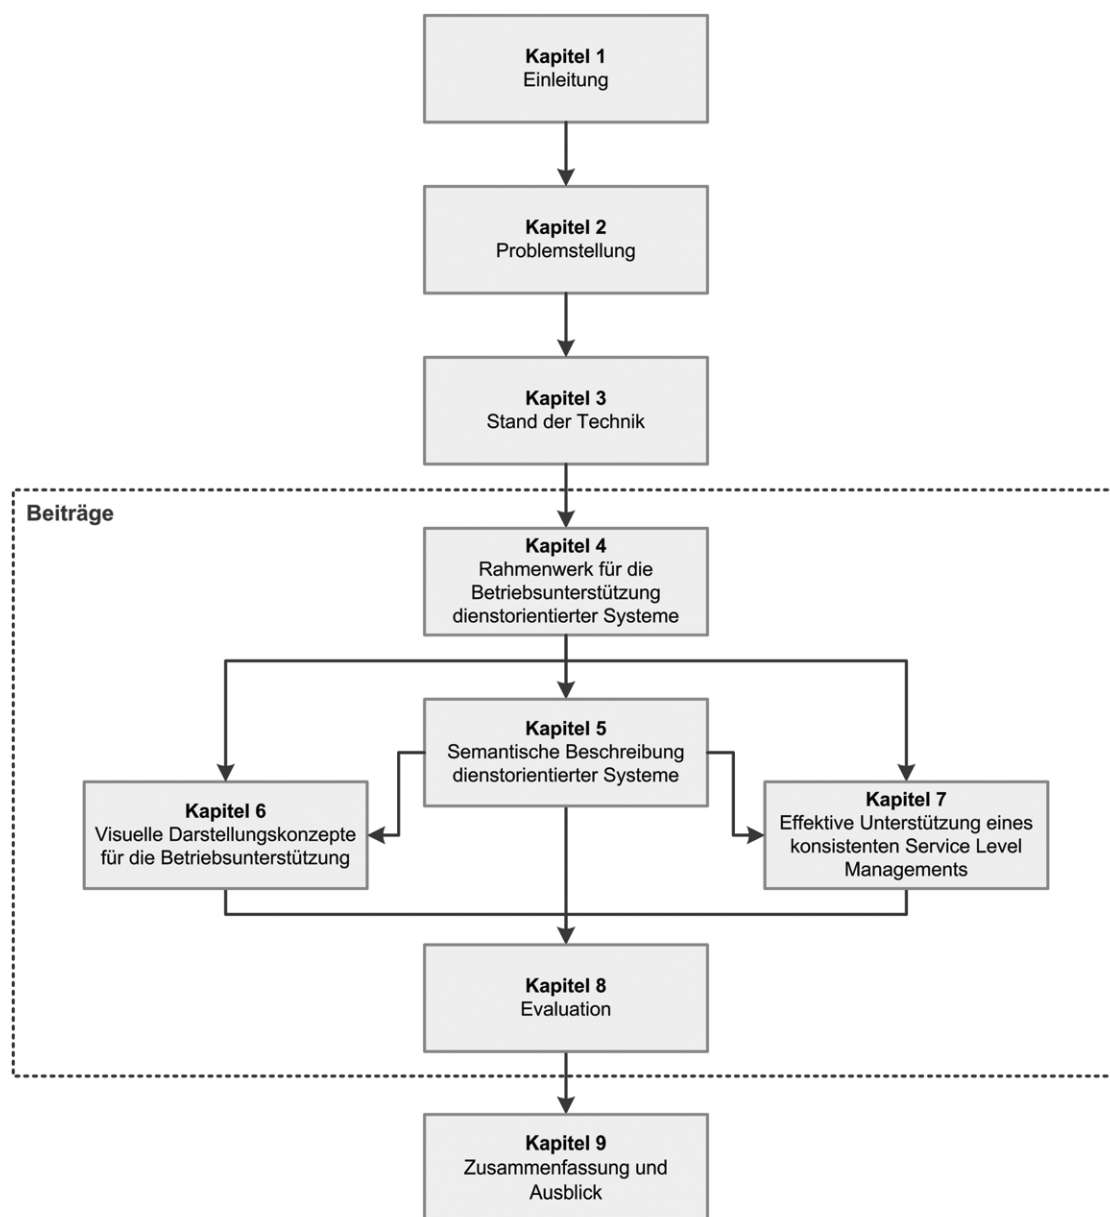 Kapitel 1
Einleitung
Kapitel 2
Problemstellung
Kapitel 3
Stand der Technik
Beiträge
Kapitel 4
Rahmenwerk für die
Betriebsunterstützung
dienstorientierter Systeme
Kapitel 5
Semantische Beschreibung
dienstorientierter Systeme
Kapitel 6
Visuelle Darstellungskonzepte
für die Betriebsunterstützung
Kapitel 7
Effektive Unterstützung eines
konsistenten Service Level
Managements
Kapitel 8
Evaluation
Kapitel 9
Zusammenfassung und
Ausblick